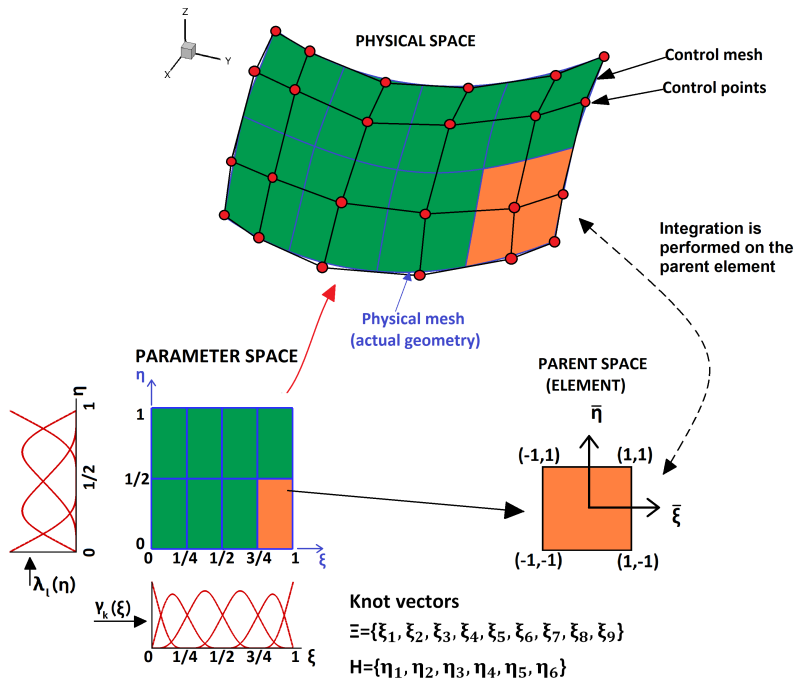 Z
Y
X
PHYSICAL SPACE
Control mesh
Control points
Integration is
performed on the
parent element
Physical mesh
(actual geometry)
PARAMETER SPACE
η
1
1/2
0
0 1/4 1/2 3/4 1
ξ
η
1
1/2
0
λₗ(η)
γₖ(ξ)
0 1/4 1/2 3/4 1 ξ
PARENT SPACE
(ELEMENT)
η̅
(-1,1) (1,1)
ξ̅
(-1,-1) (1,-1)
Knot vectors
Ξ={ξ₁, ξ₂, ξ₃, ξ₄, ξ₅, ξ₆, ξ₇, ξ₈, ξ₉}
H={η₁, η₂, η₃, η₄, η₅, η₆}